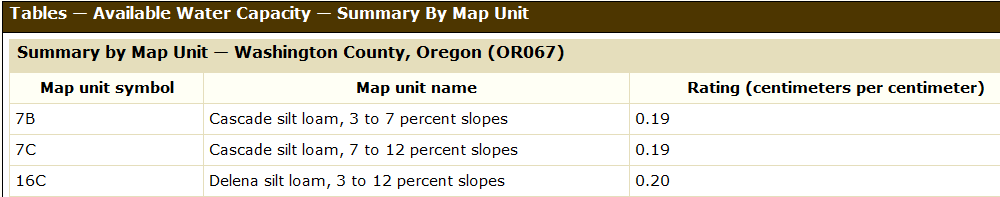 Tables — Available Water Capacity — Summary By Map Unit
Summary by Map Unit — Washington County, Oregon (OR067)
Map unit symbol Map unit name Rating (centimeters per centimeter)
7B Cascade silt loam, 3 to 7 percent slopes 0.19
7C Cascade silt loam, 7 to 12 percent slopes 0.19
16C Delena silt loam, 3 to 12 percent slopes 0.20